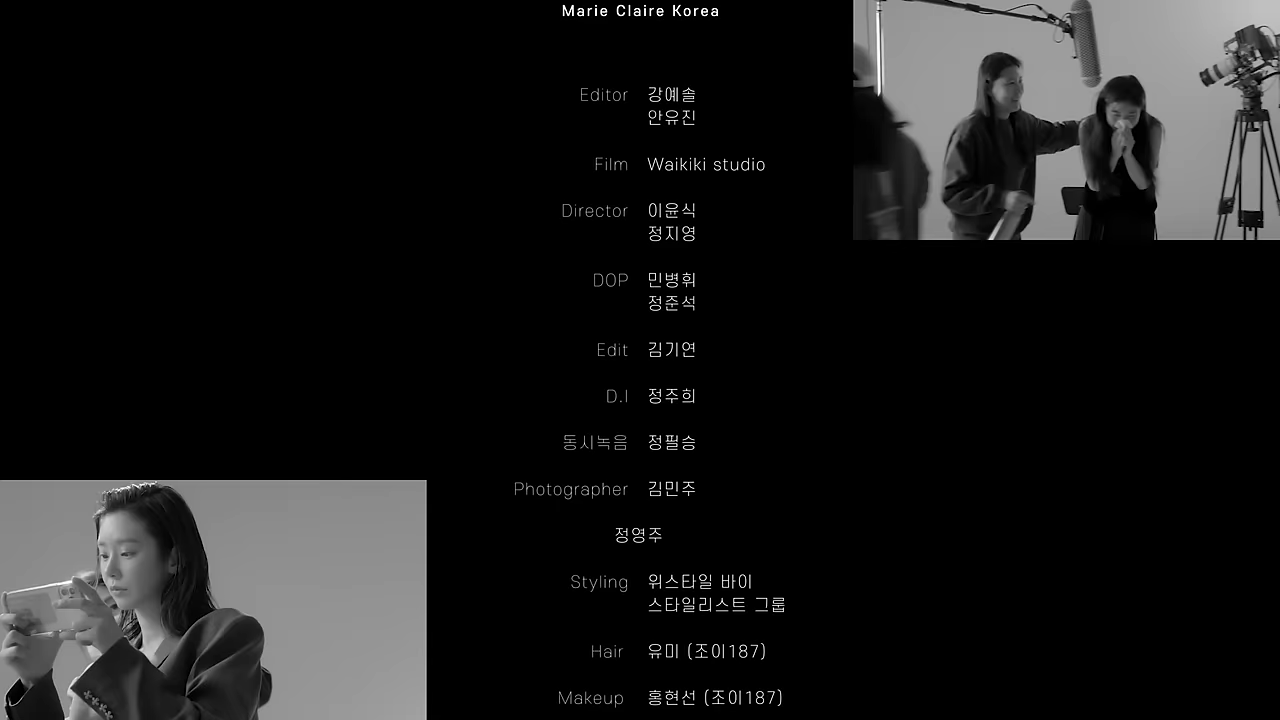 Marie Claire Korea
Editor 강예솔
안유진
Film Waikiki studio
Director 이윤식
정지영
DOP 민병휘
정준석
Edit 김기연
D.I 정주희
동시녹음 정필승
Photographer 김민주
정영주
Styling 위스타일 바이
스타일리스트 그룹
Hair 유미 (조이187)
Makeup 홍현선 (조이187)